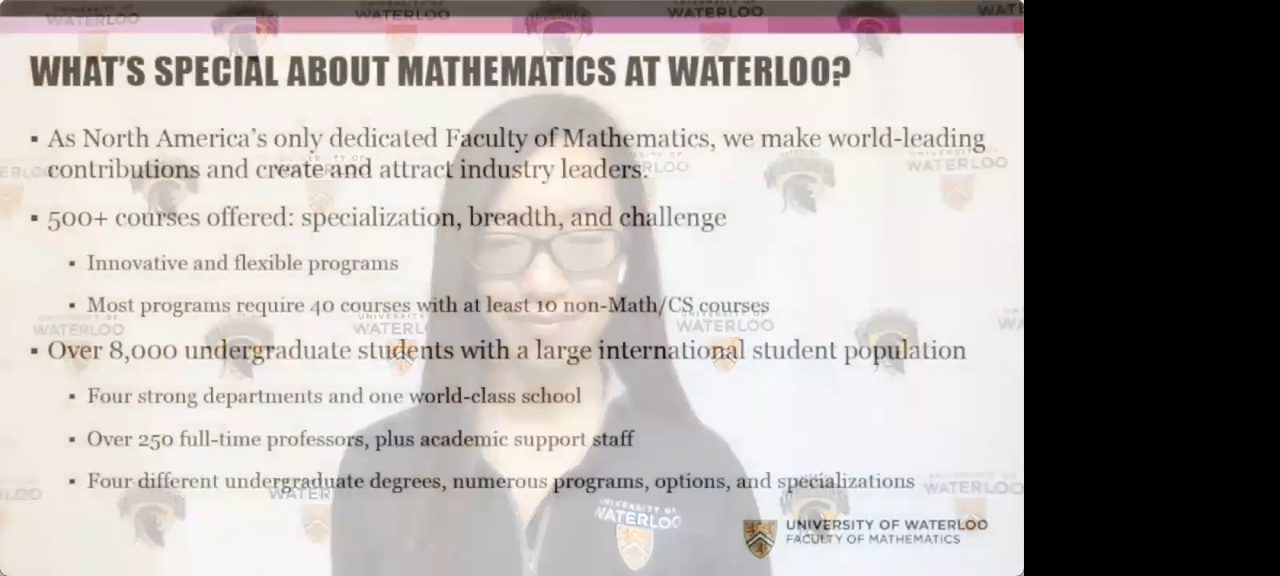 WHAT'S SPECIAL ABOUT MATHEMATICS AT WATERLOO?
▪ As North America's only dedicated Faculty of Mathematics, we make world-leading
contributions and create and attract industry leaders.
▪ 500+ courses offered: specialization, breadth, and challenge
▪ Innovative and flexible programs
▪ Most programs require 40 courses with at least 10 non-Math/CS courses
▪ Over 8,000 undergraduate students with a large international student population
▪ Four strong departments and one world-class school
▪ Over 250 full-time professors, plus academic support staff
▪ Four different undergraduate degrees, numerous programs, options, and specializations
UNIVERSITY OF
WATERLOO
UNIVERSITY OF WATERLOO
FACULTY OF MATHEMATICS